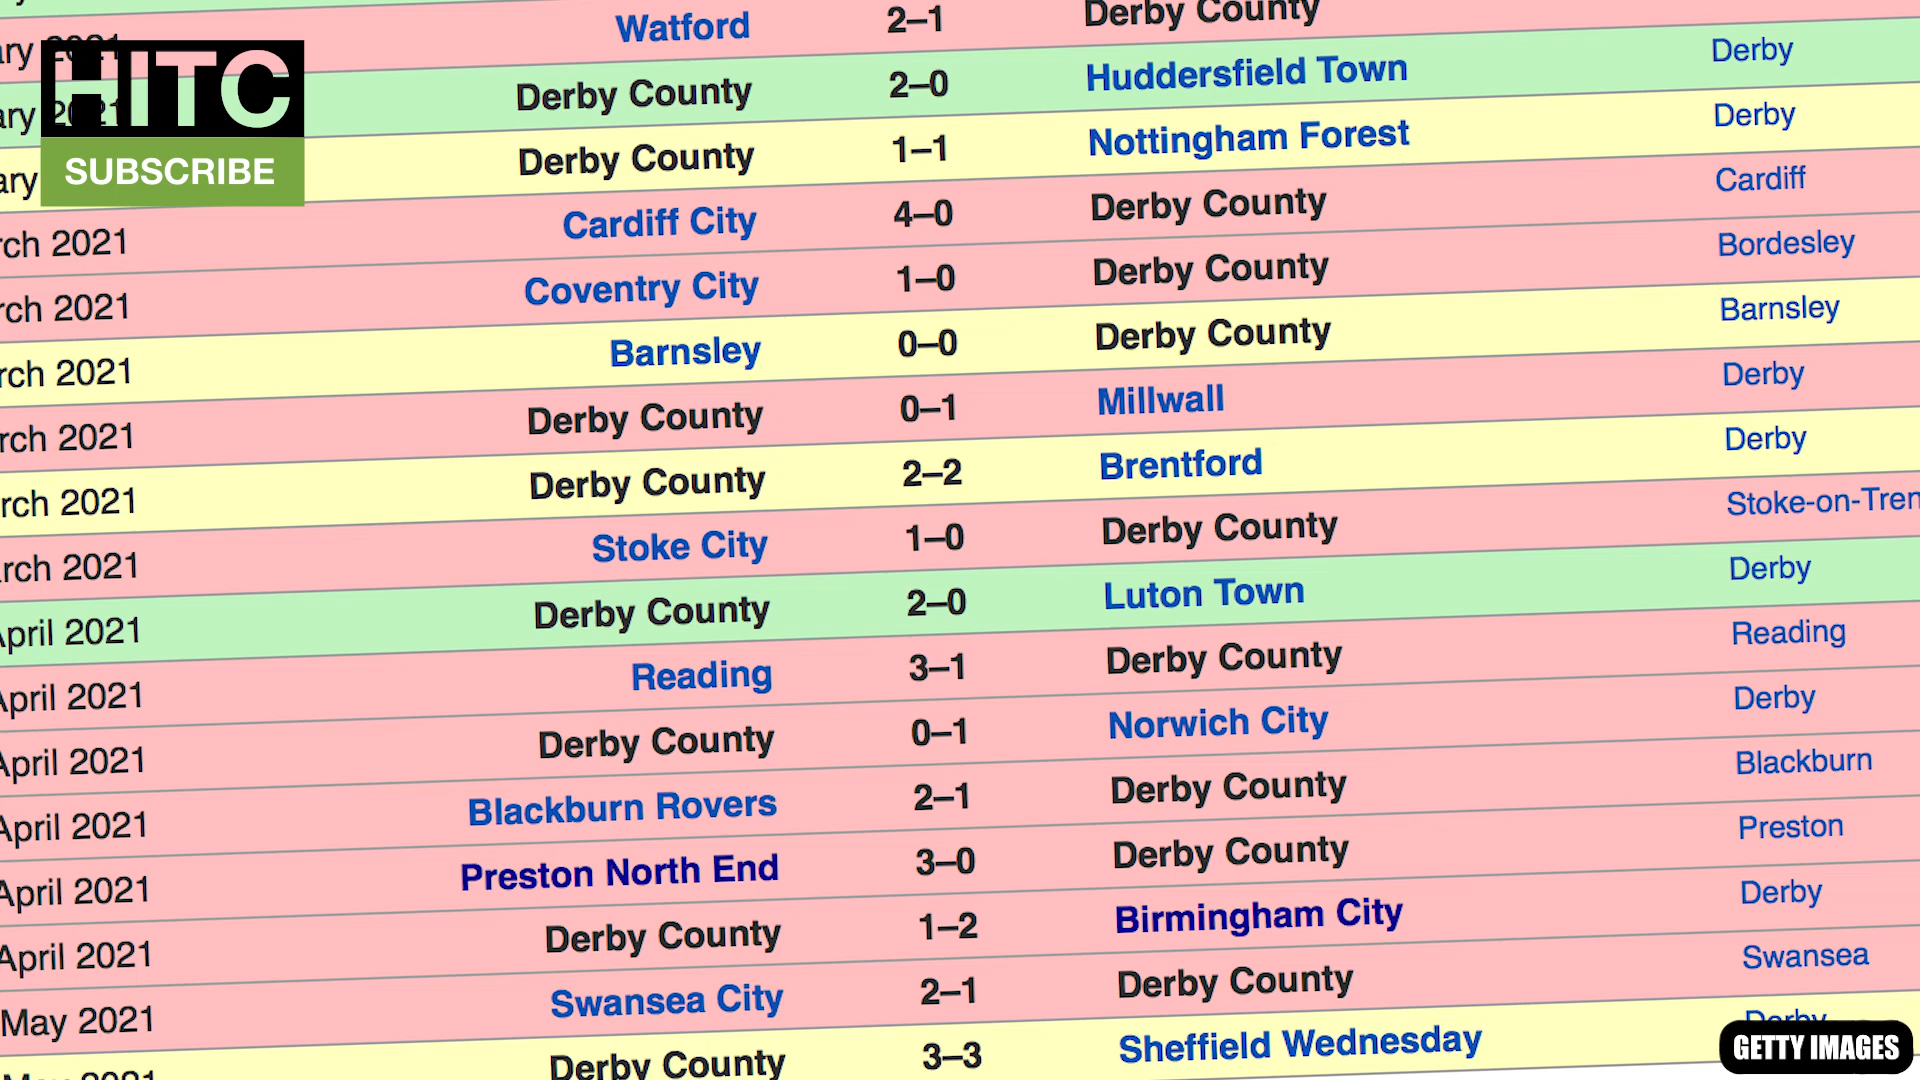 Watford 2–1 Derby County
Derby County 2–0 Huddersfield Town Derby
Derby County 1–1 Nottingham Forest Derby
Cardiff City 4–0 Derby County Cardiff
2021 Coventry City 1–0 Derby County Bordesley
2021 Barnsley 0–0 Derby County Barnsley
2021 Derby County 0–1 Millwall Derby
2021 Derby County 2–2 Brentford Derby
2021 Stoke City 1–0 Derby County Stoke-on-Tren
2021 Derby County 2–0 Luton Town Derby
April 2021 Reading 3–1 Derby County Reading
April 2021 Derby County 0–1 Norwich City Derby
April 2021 Blackburn Rovers 2–1 Derby County Blackburn
April 2021 Preston North End 3–0 Derby County Preston
April 2021 Derby County 1–2 Birmingham City Derby
April 2021 Swansea City 2–1 Derby County Swansea
May 2021 Derby County 3–3 Sheffield Wednesday Derby
HITC
SUBSCRIBE
GETTY IMAGES